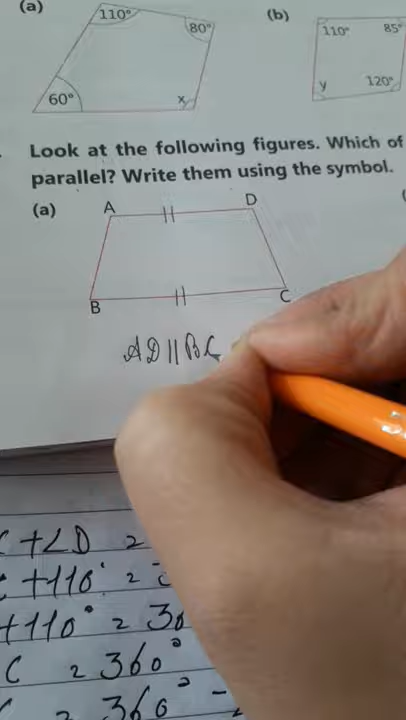 (a)
110°
80°
60°
x
(b)
110°
85°
y
120°
Look at the following figures. Which of
parallel? Write them using the symbol.
(a)
A
D
B
C
AD||BC
+∠D =
+110° =
+110° = 36
C = 360°
= 360° -